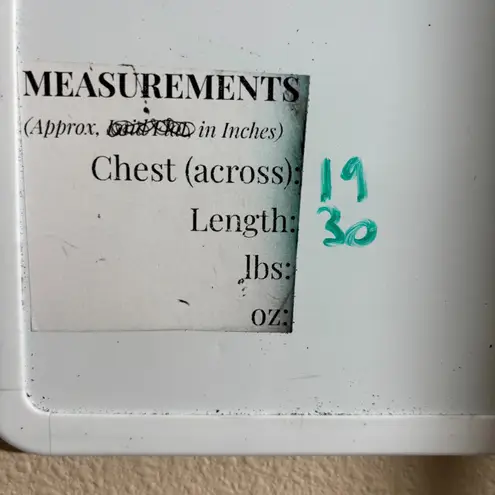 MEASUREMENTS
(Approx, in Inches)
Chest (across): 19
Length: 30
lbs:
oz: